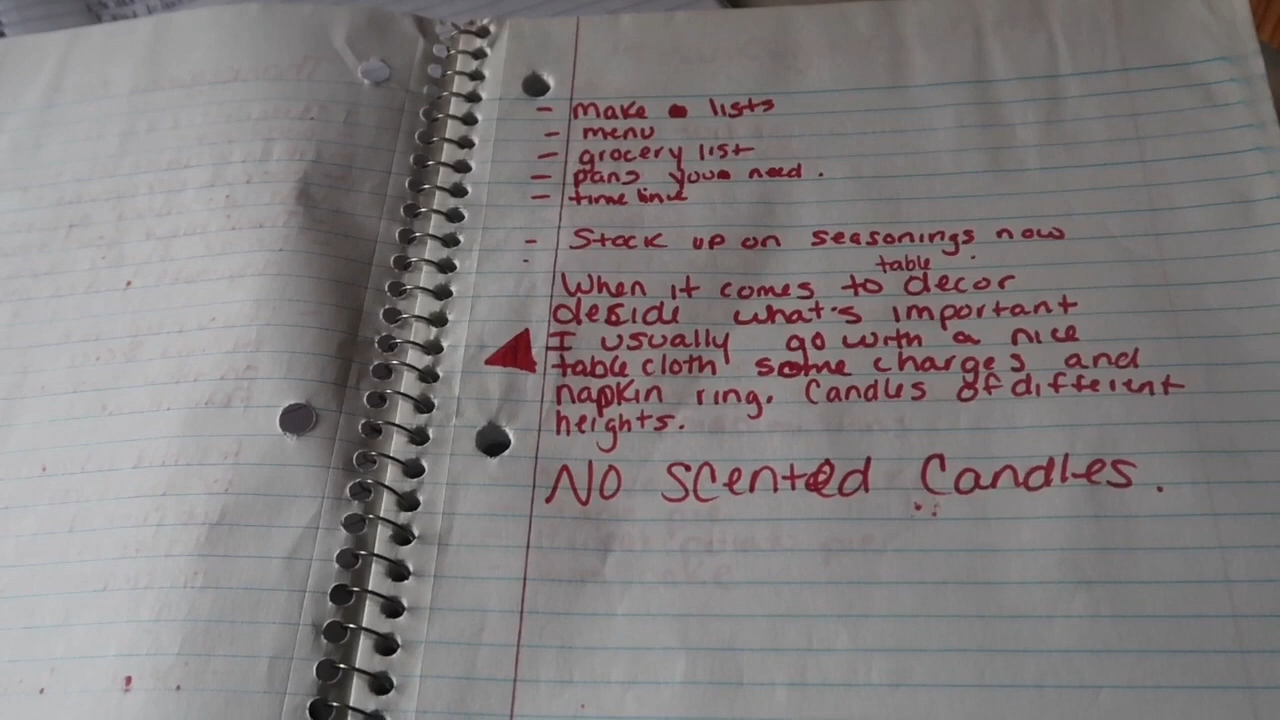 - make lists
- menu
- grocery list
- pans you need.
- time line
- Stock up on seasonings now
table
When it comes to decor
decide what's important
I usually go with a nice
table cloth some charges and
napkin ring. Candles of different
heights.
NO Scented Candles.